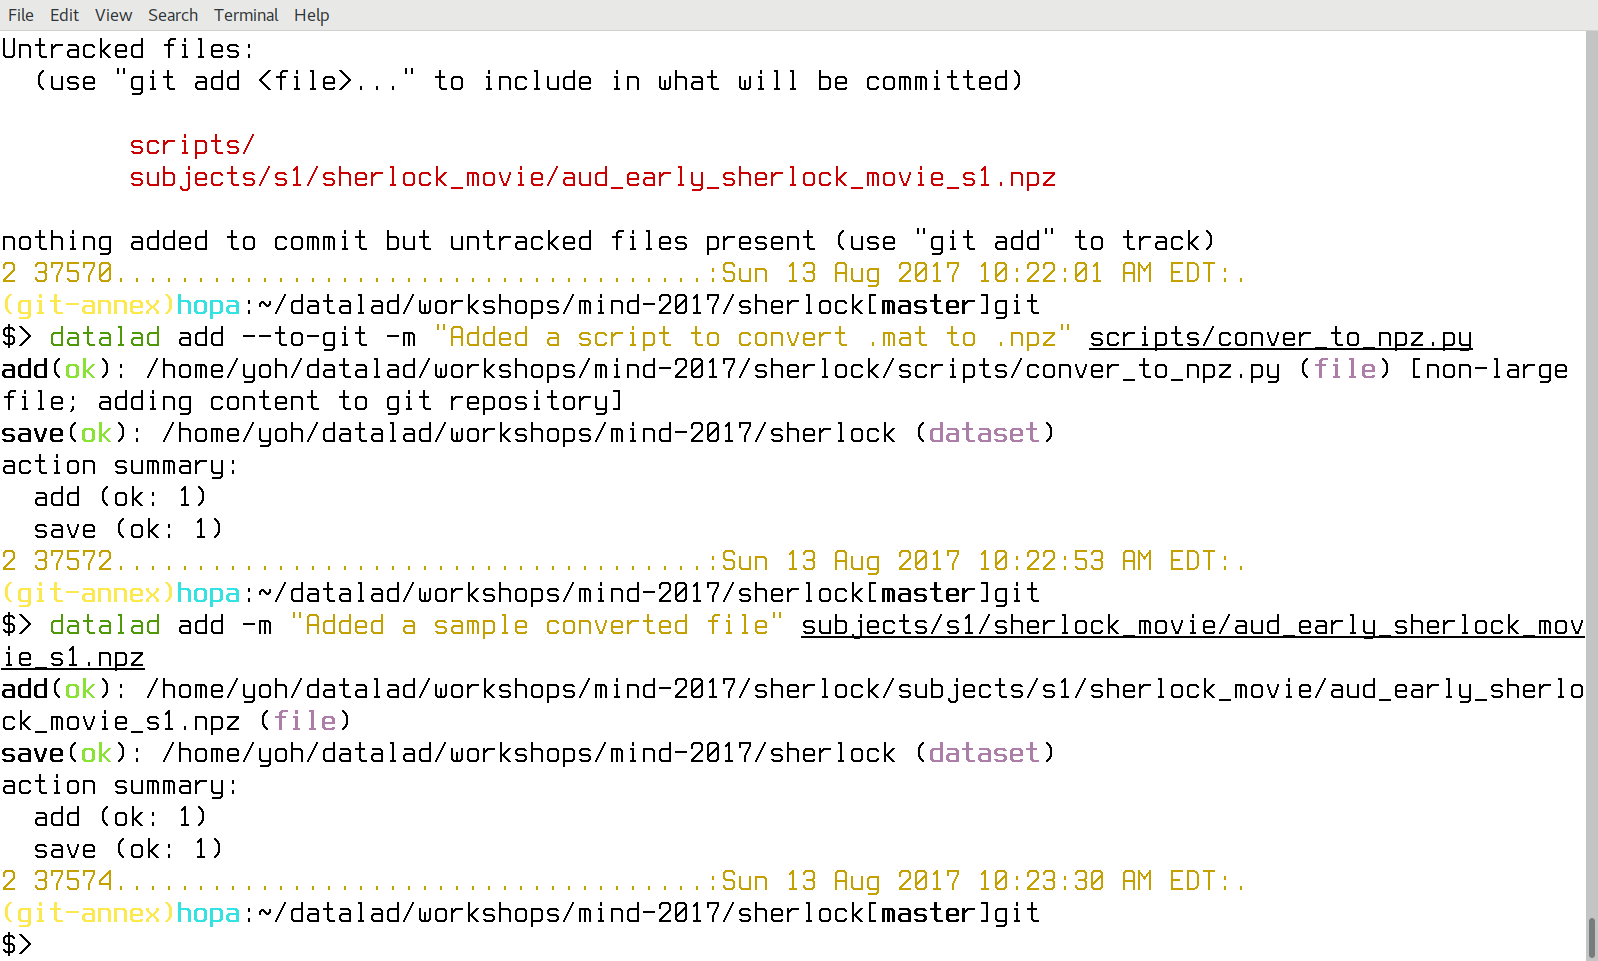 File Edit View Search Terminal Help
Untracked files:
  (use "git add <file>..." to include in what will be committed)
        scripts/
        subjects/s1/sherlock_movie/aud_early_sherlock_movie_s1.npz
nothing added to commit but untracked files present (use "git add" to track)
2 37570.....................................:Sun 13 Aug 2017 10:22:01 AM EDT:.
(git-annex)hopa:~/datalad/workshops/mind-2017/sherlock[master]git
$> datalad add --to-git -m "Added a script to convert .mat to .npz" scripts/conver_to_npz.py
add(ok): /home/yoh/datalad/workshops/mind-2017/sherlock/scripts/conver_to_npz.py (file) [non-large
file; adding content to git repository]
save(ok): /home/yoh/datalad/workshops/mind-2017/sherlock (dataset)
action summary:
  add (ok: 1)
  save (ok: 1)
2 37572.....................................:Sun 13 Aug 2017 10:22:53 AM EDT:.
(git-annex)hopa:~/datalad/workshops/mind-2017/sherlock[master]git
$> datalad add -m "Added a sample converted file" subjects/s1/sherlock_movie/aud_early_sherlock_mov
ie_s1.npz
add(ok): /home/yoh/datalad/workshops/mind-2017/sherlock/subjects/s1/sherlock_movie/aud_early_sherlo
ck_movie_s1.npz (file)
save(ok): /home/yoh/datalad/workshops/mind-2017/sherlock (dataset)
action summary:
  add (ok: 1)
  save (ok: 1)
2 37574.....................................:Sun 13 Aug 2017 10:23:30 AM EDT:.
(git-annex)hopa:~/datalad/workshops/mind-2017/sherlock[master]git
$>